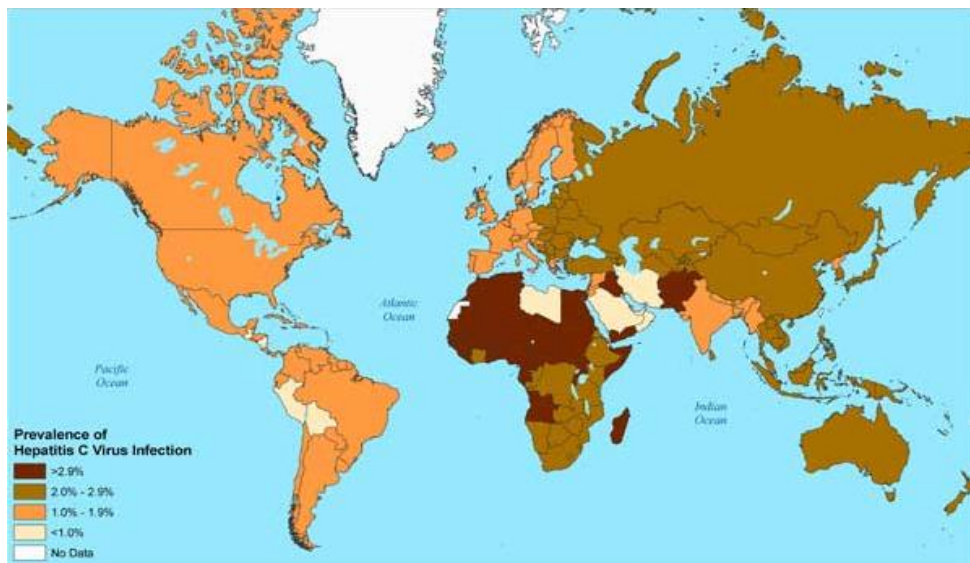 Atlantic
Ocean
Pacific
Ocean
Indian
Ocean
Prevalence of
Hepatitis C Virus Infection
>2.9%
2.0% - 2.9%
1.0% - 1.9%
<1.0%
No Data